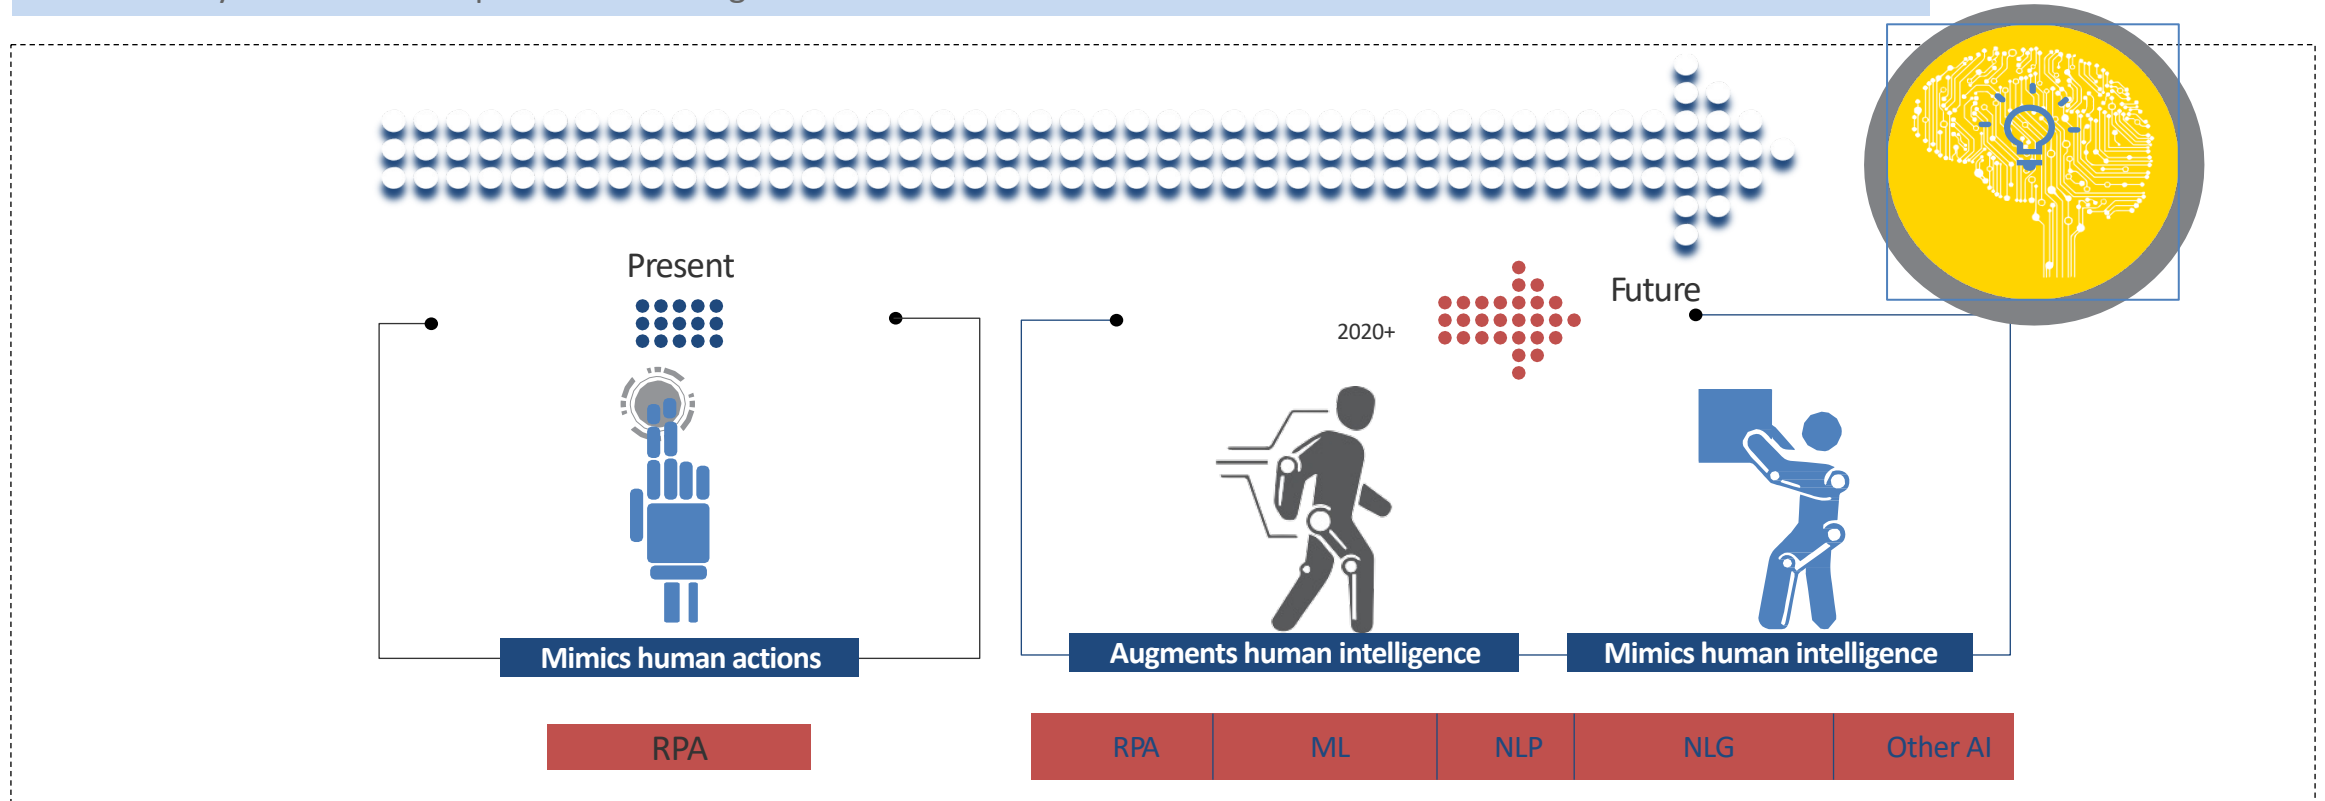 Present
Future
2020+
Mimics human actions
Augments human intelligence
Mimics human intelligence
RPA
RPA
ML
NLP
NLG
Other AI